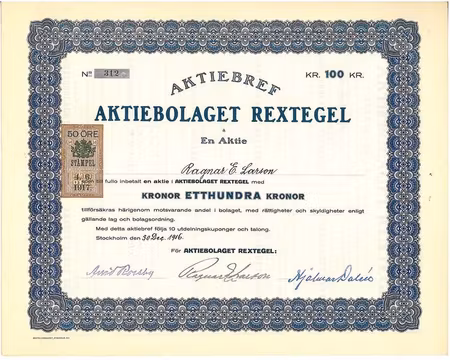 Nº 312
KR. 100 KR.
AKTIEBREF
AKTIEBOLAGET REXTEGEL
å
En Aktie
50 ÖRE
STÄMPEL
4. 6.
1917
Ragnar E. Larson
till fullo inbetalt en aktie i AKTIEBOLAGET REXTEGEL med
KRONOR ETTHUNDRA KRONOR
tillförsäkras härigenom motsvarande andel i bolaget, med rättigheter och skyldigheter enligt
gällande lag och bolagsordning.
Med detta aktiebref följa 10 utdelningskuponger och talong.
Stockholm den 30 Dec. 1916.
För AKTIEBOLAGET REXTEGEL:
Ragnar E Larson
Hjalmar